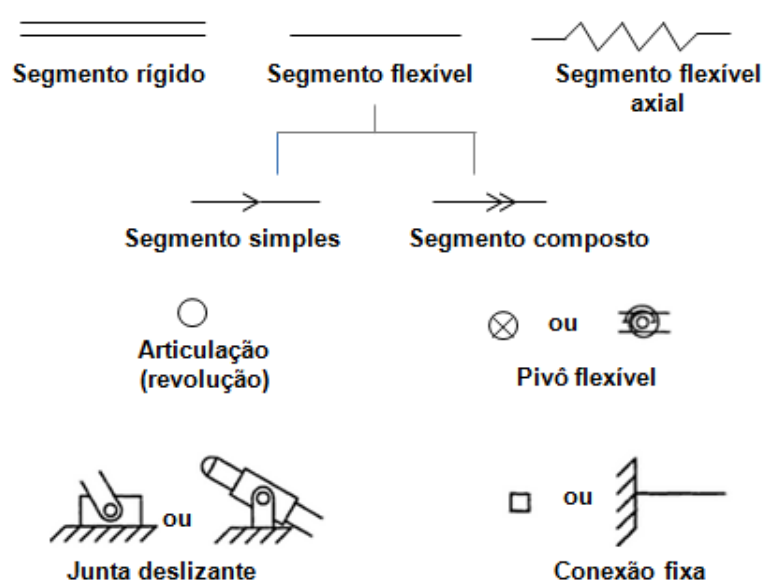 Segmento rígido
Segmento flexível
Segmento flexível
axial
Segmento simples
Segmento composto
Articulação
(revolução)
ou
Pivô flexível
ou
Junta deslizante
ou
Conexão fixa